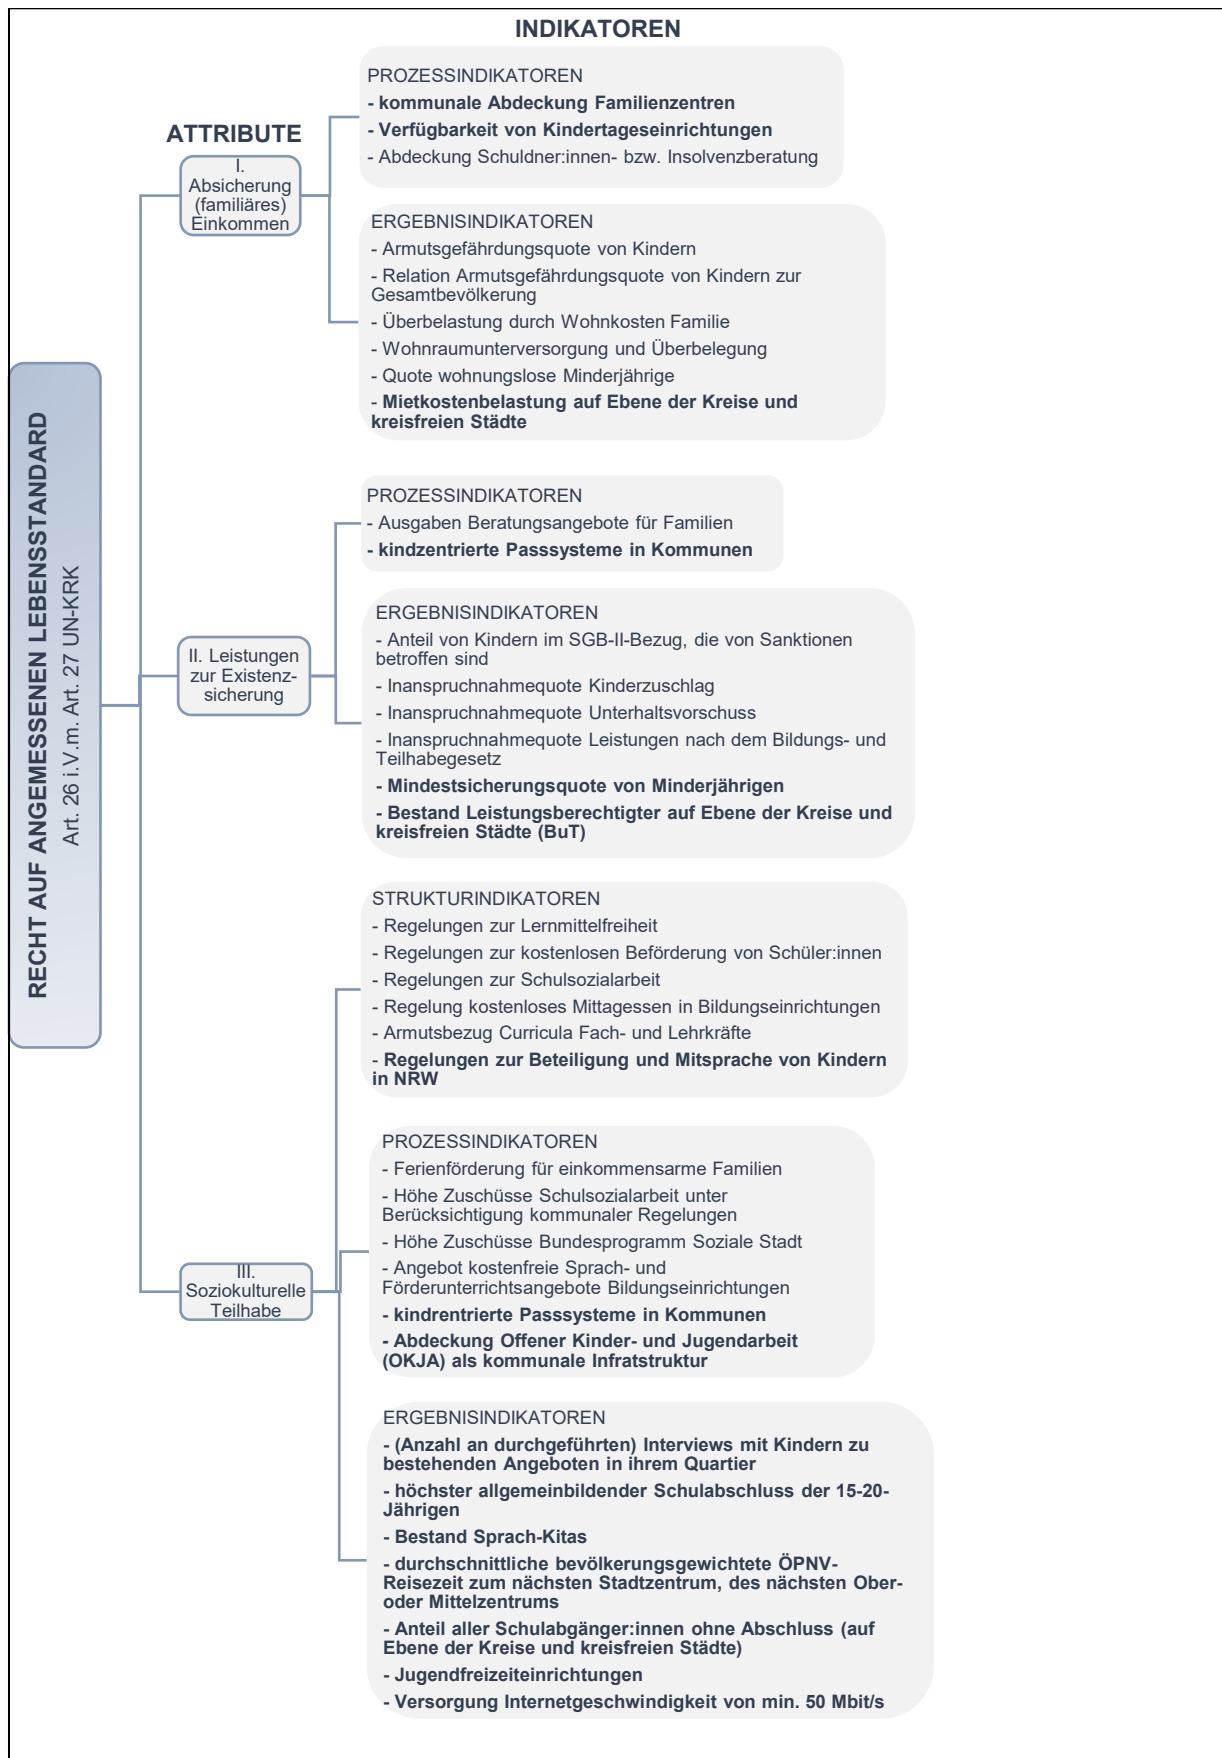 INDIKATOREN
ATTRIBUTE
RECHT AUF ANGEMESSENEN LEBENSSTANDARD
Art. 26 i.V.m. Art. 27 UN-KRK
I.
Absicherung
(familiäres)
Einkommen
PROZESSINDIKATOREN
- kommunale Abdeckung Familienzentren
- Verfügbarkeit von Kindertageseinrichtungen
- Abdeckung Schuldner:innen- bzw. Insolvenzberatung
ERGEBNISINDIKATOREN
- Armutsgefährdungsquote von Kindern
- Relation Armutsgefährdungsquote von Kindern zur
Gesamtbevölkerung
- Überbelastung durch Wohnkosten Familie
- Wohnraumunterversorgung und Überbelegung
- Quote wohnungslose Minderjährige
- Mietkostenbelastung auf Ebene der Kreise und
kreisfreien Städte
II. Leistungen
zur Existenz-
sicherung
PROZESSINDIKATOREN
- Ausgaben Beratungsangebote für Familien
- kindzentrierte Passsysteme in Kommunen
ERGEBNISINDIKATOREN
- Anteil von Kindern im SGB-II-Bezug, die von Sanktionen
betroffen sind
- Inanspruchnahmequote Kinderzuschlag
- Inanspruchnahmequote Unterhaltsvorschuss
- Inanspruchnahmequote Leistungen nach dem Bildungs- und
Teilhabegesetz
- Mindestsicherungsquote von Minderjährigen
- Bestand Leistungsberechtigter auf Ebene der Kreise und
kreisfreien Städte (BuT)
III.
Soziokulturelle
Teilhabe
STRUKTURINDIKATOREN
- Regelungen zur Lernmittelfreiheit
- Regelungen zur kostenlosen Beförderung von Schüler:innen
- Regelungen zur Schulsozialarbeit
- Regelung kostenloses Mittagessen in Bildungseinrichtungen
- Armutsbezug Curricula Fach- und Lehrkräfte
- Regelungen zur Beteiligung und Mitsprache von Kindern
in NRW
PROZESSINDIKATOREN
- Ferienförderung für einkommensarme Familien
- Höhe Zuschüsse Schulsozialarbeit unter
Berücksichtigung kommunaler Regelungen
- Höhe Zuschüsse Bundesprogramm Soziale Stadt
- Angebot kostenfreie Sprach- und
Förderunterrichtsangebote Bildungseinrichtungen
- kindrentrierte Passsysteme in Kommunen
- Abdeckung Offener Kinder- und Jugendarbeit
(OKJA) als kommunale Infratstruktur
ERGEBNISINDIKATOREN
- (Anzahl an durchgeführten) Interviews mit Kindern zu
bestehenden Angeboten in ihrem Quartier
- höchster allgemeinbildender Schulabschluss der 15-20-
Jährigen
- Bestand Sprach-Kitas
- durchschnittliche bevölkerungsgewichtete ÖPNV-
Reisezeit zum nächsten Stadtzentrum, des nächsten Ober-
oder Mittelzentrums
- Anteil aller Schulabgänger:innen ohne Abschluss (auf
Ebene der Kreise und kreisfreien Städte)
- Jugendfreizeiteinrichtungen
- Versorgung Internetgeschwindigkeit von min. 50 Mbit/s